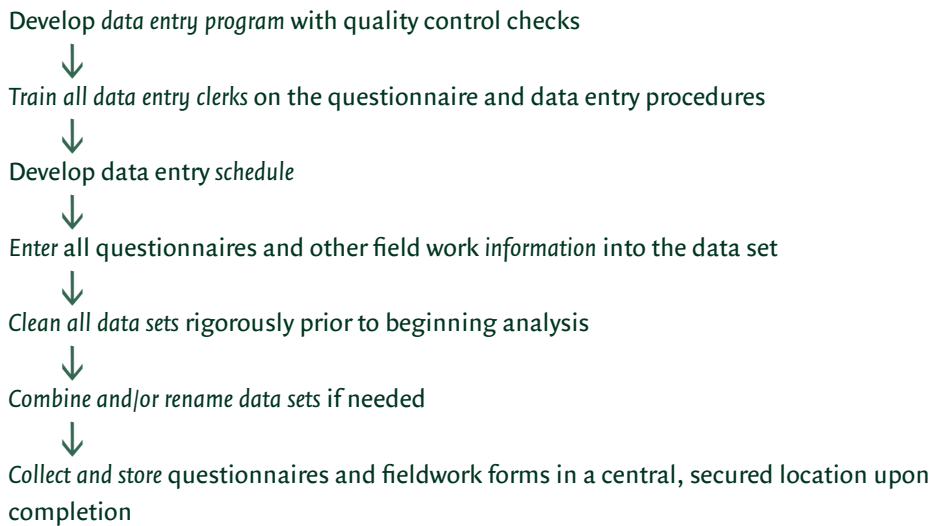 Develop data entry program with quality control checks
Train all data entry clerks on the questionnaire and data entry procedures
Develop data entry schedule
Enter all questionnaires and other field work information into the data set
Clean all data sets rigorously prior to beginning analysis
Combine and/or rename data sets if needed
Collect and store questionnaires and fieldwork forms in a central, secured location upon
completion